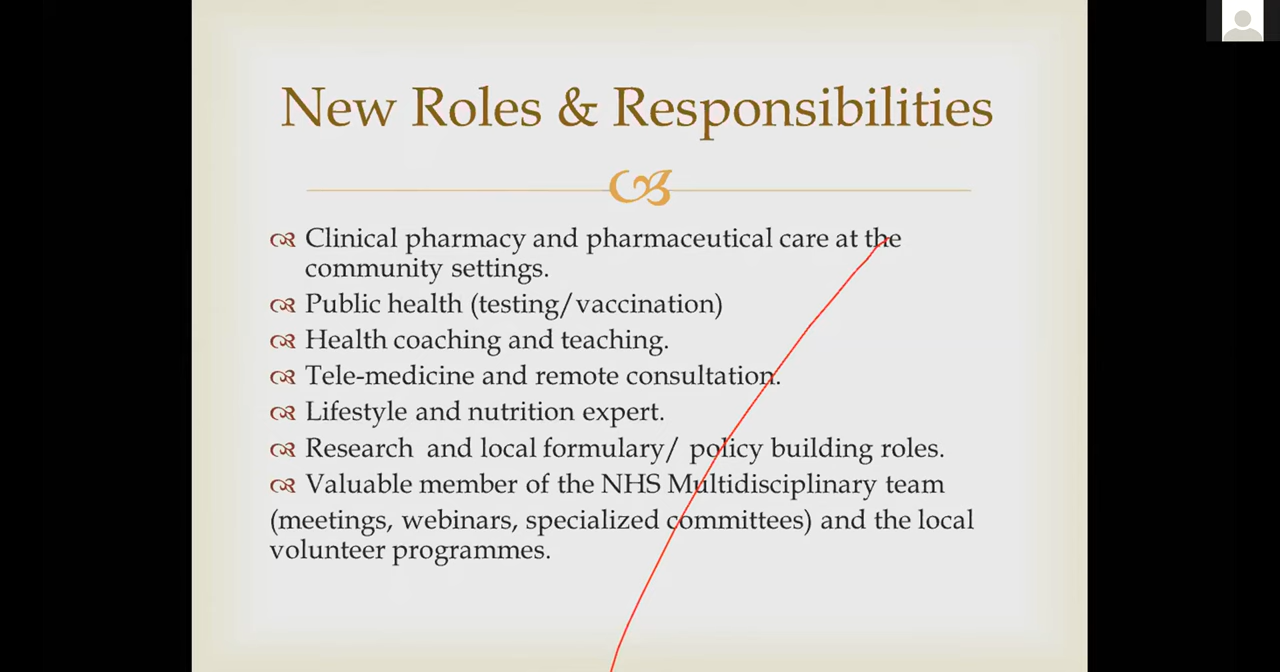 New Roles & Responsibilities
Clinical pharmacy and pharmaceutical care at the
community settings.
Public health (testing/vaccination)
Health coaching and teaching.
Tele-medicine and remote consultation.
Lifestyle and nutrition expert.
Research and local formulary/ policy building roles.
Valuable member of the NHS Multidisciplinary team
(meetings, webinars, specialized committees) and the local
volunteer programmes.